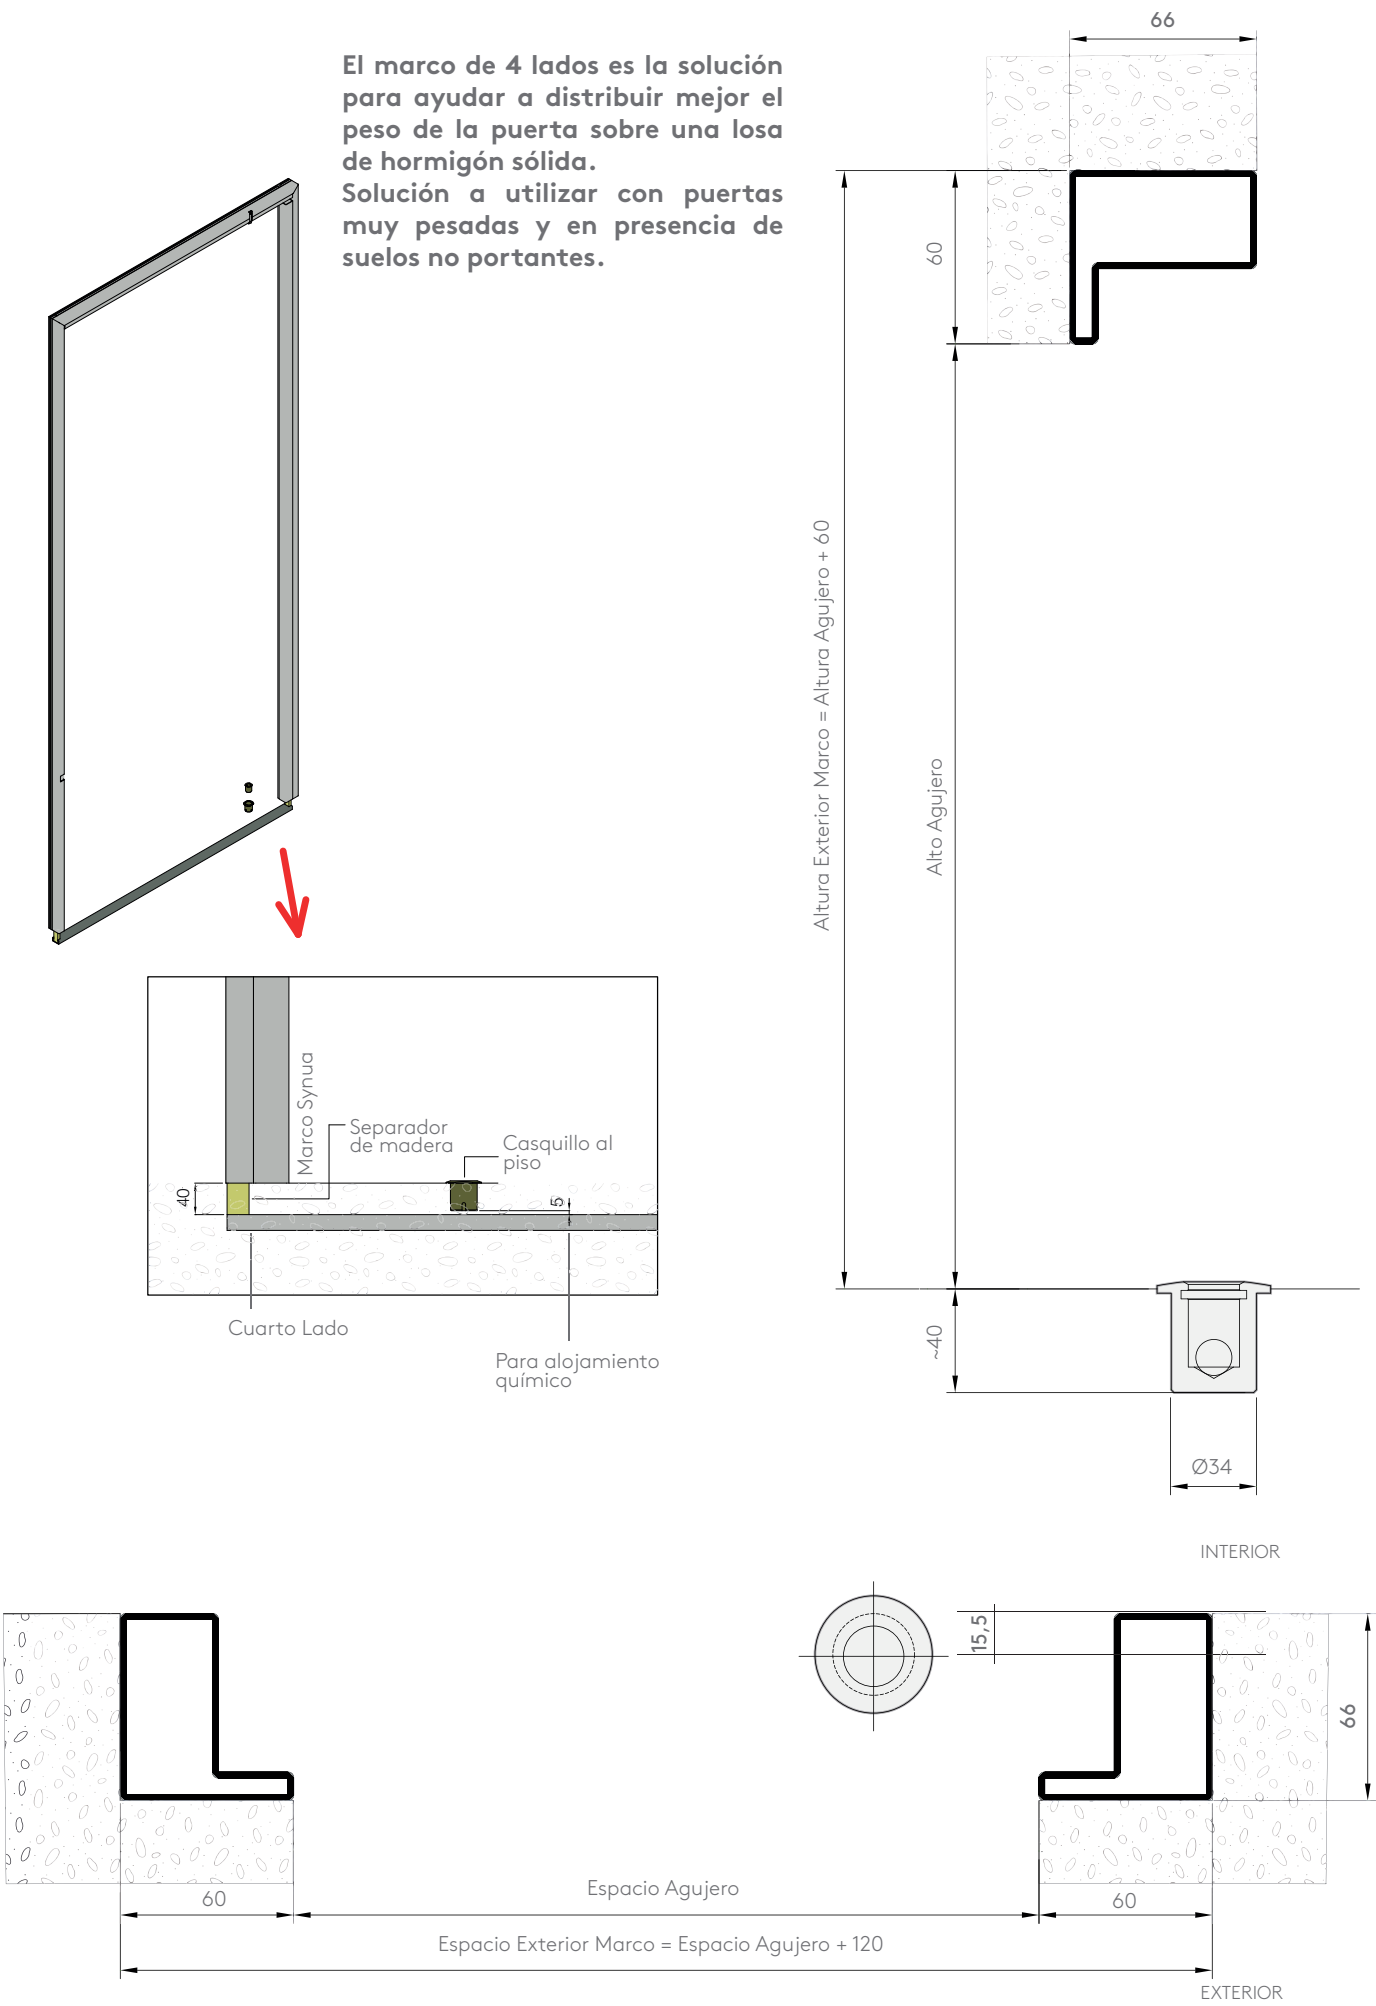 66
El marco de 4 lados es la solución
para ayudar a distribuir mejor el
peso de la puerta sobre una losa
de hormigón sólida.
Solución a utilizar con puertas
muy pesadas y en presencia de
suelos no portantes.
60
Altura Exterior Marco = Altura Agujero + 60
Alto Agujero
Marco Synua
Separador
de madera
Casquillo al
piso
40
5
Cuarto Lado
Para alojamiento
químico
~40
Ø34
INTERIOR
15,5
66
60
Espacio Agujero
60
Espacio Exterior Marco = Espacio Agujero + 120
EXTERIOR